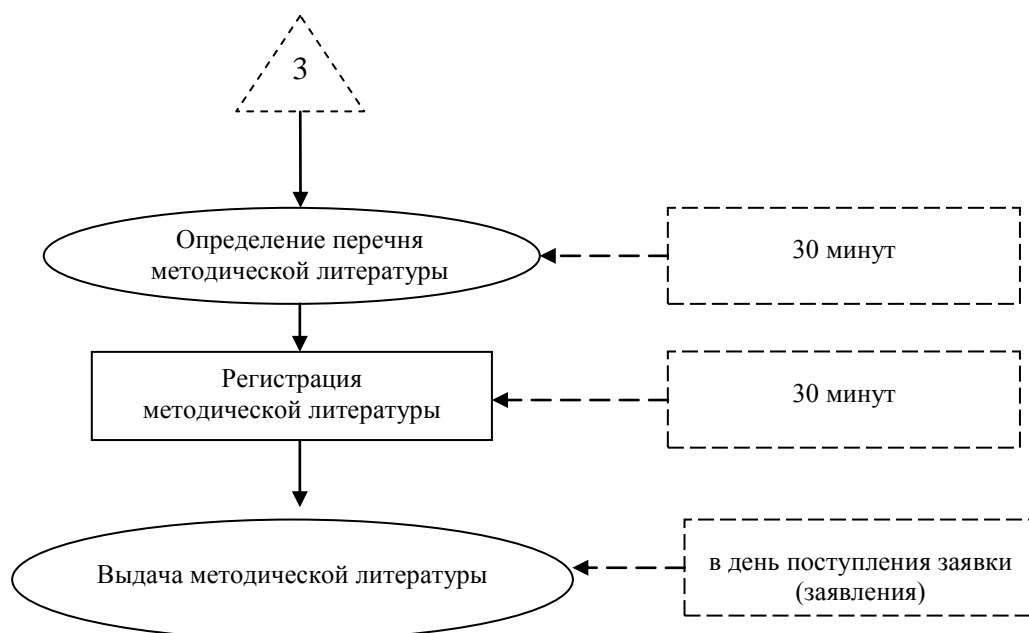 3
Определение перечня
методической литературы
30 минут
Регистрация
методической литературы
30 минут
Выдача методической литературы
в день поступления заявки
(заявления)